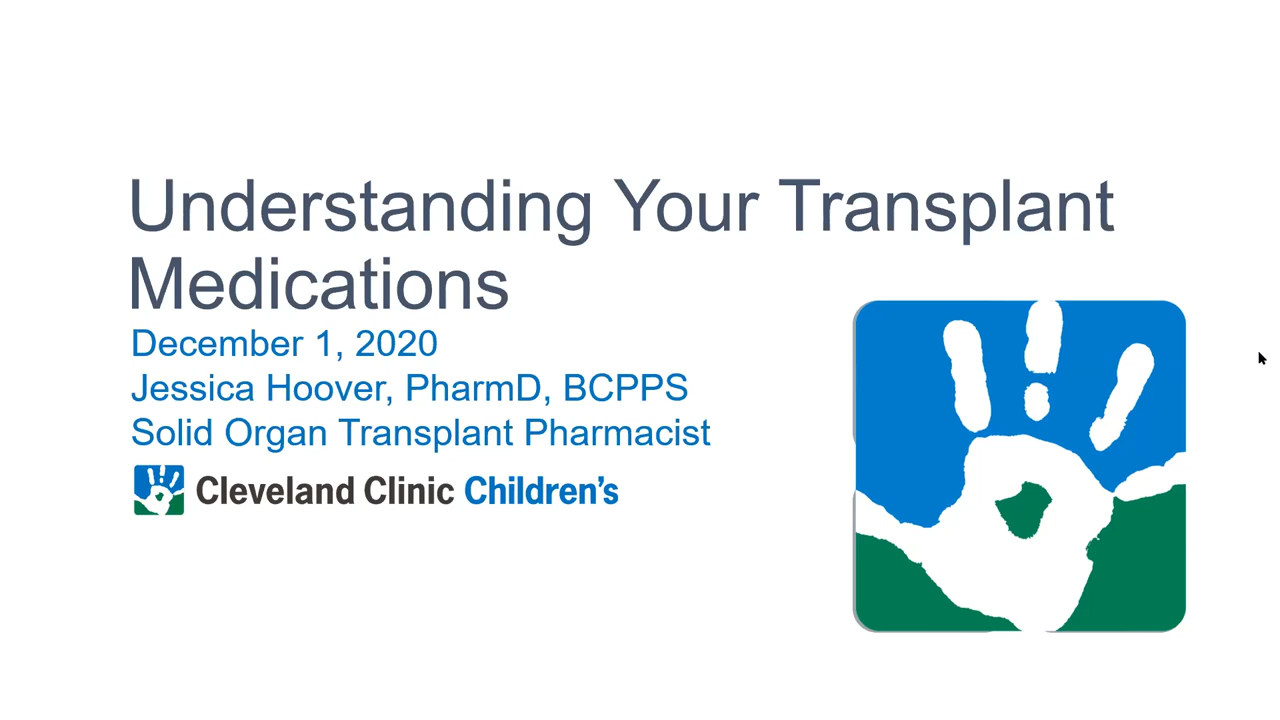 Understanding Your Transplant
Medications
December 1, 2020
Jessica Hoover, PharmD, BCPPS
Solid Organ Transplant Pharmacist
Cleveland Clinic Children's